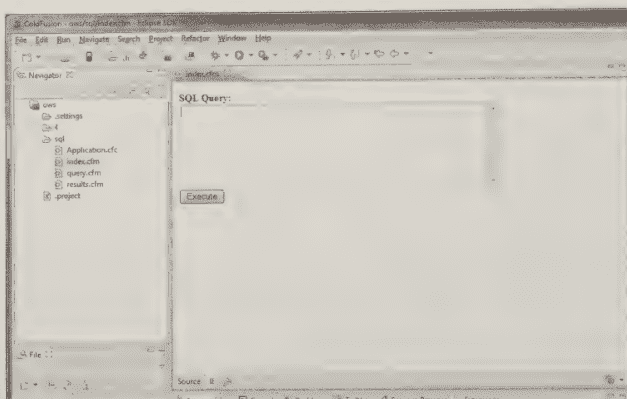 ColdFusion - ows/sql/index.cfm - Eclipse SDK
File Edit Run Navigate Search Project Refactor Window Help
Navigator
index.cfm
SQL Query:
ows
.settings
sql
Application.cfc
index.cfm
query.cfm
results.cfm
.project
Execute
File
Source